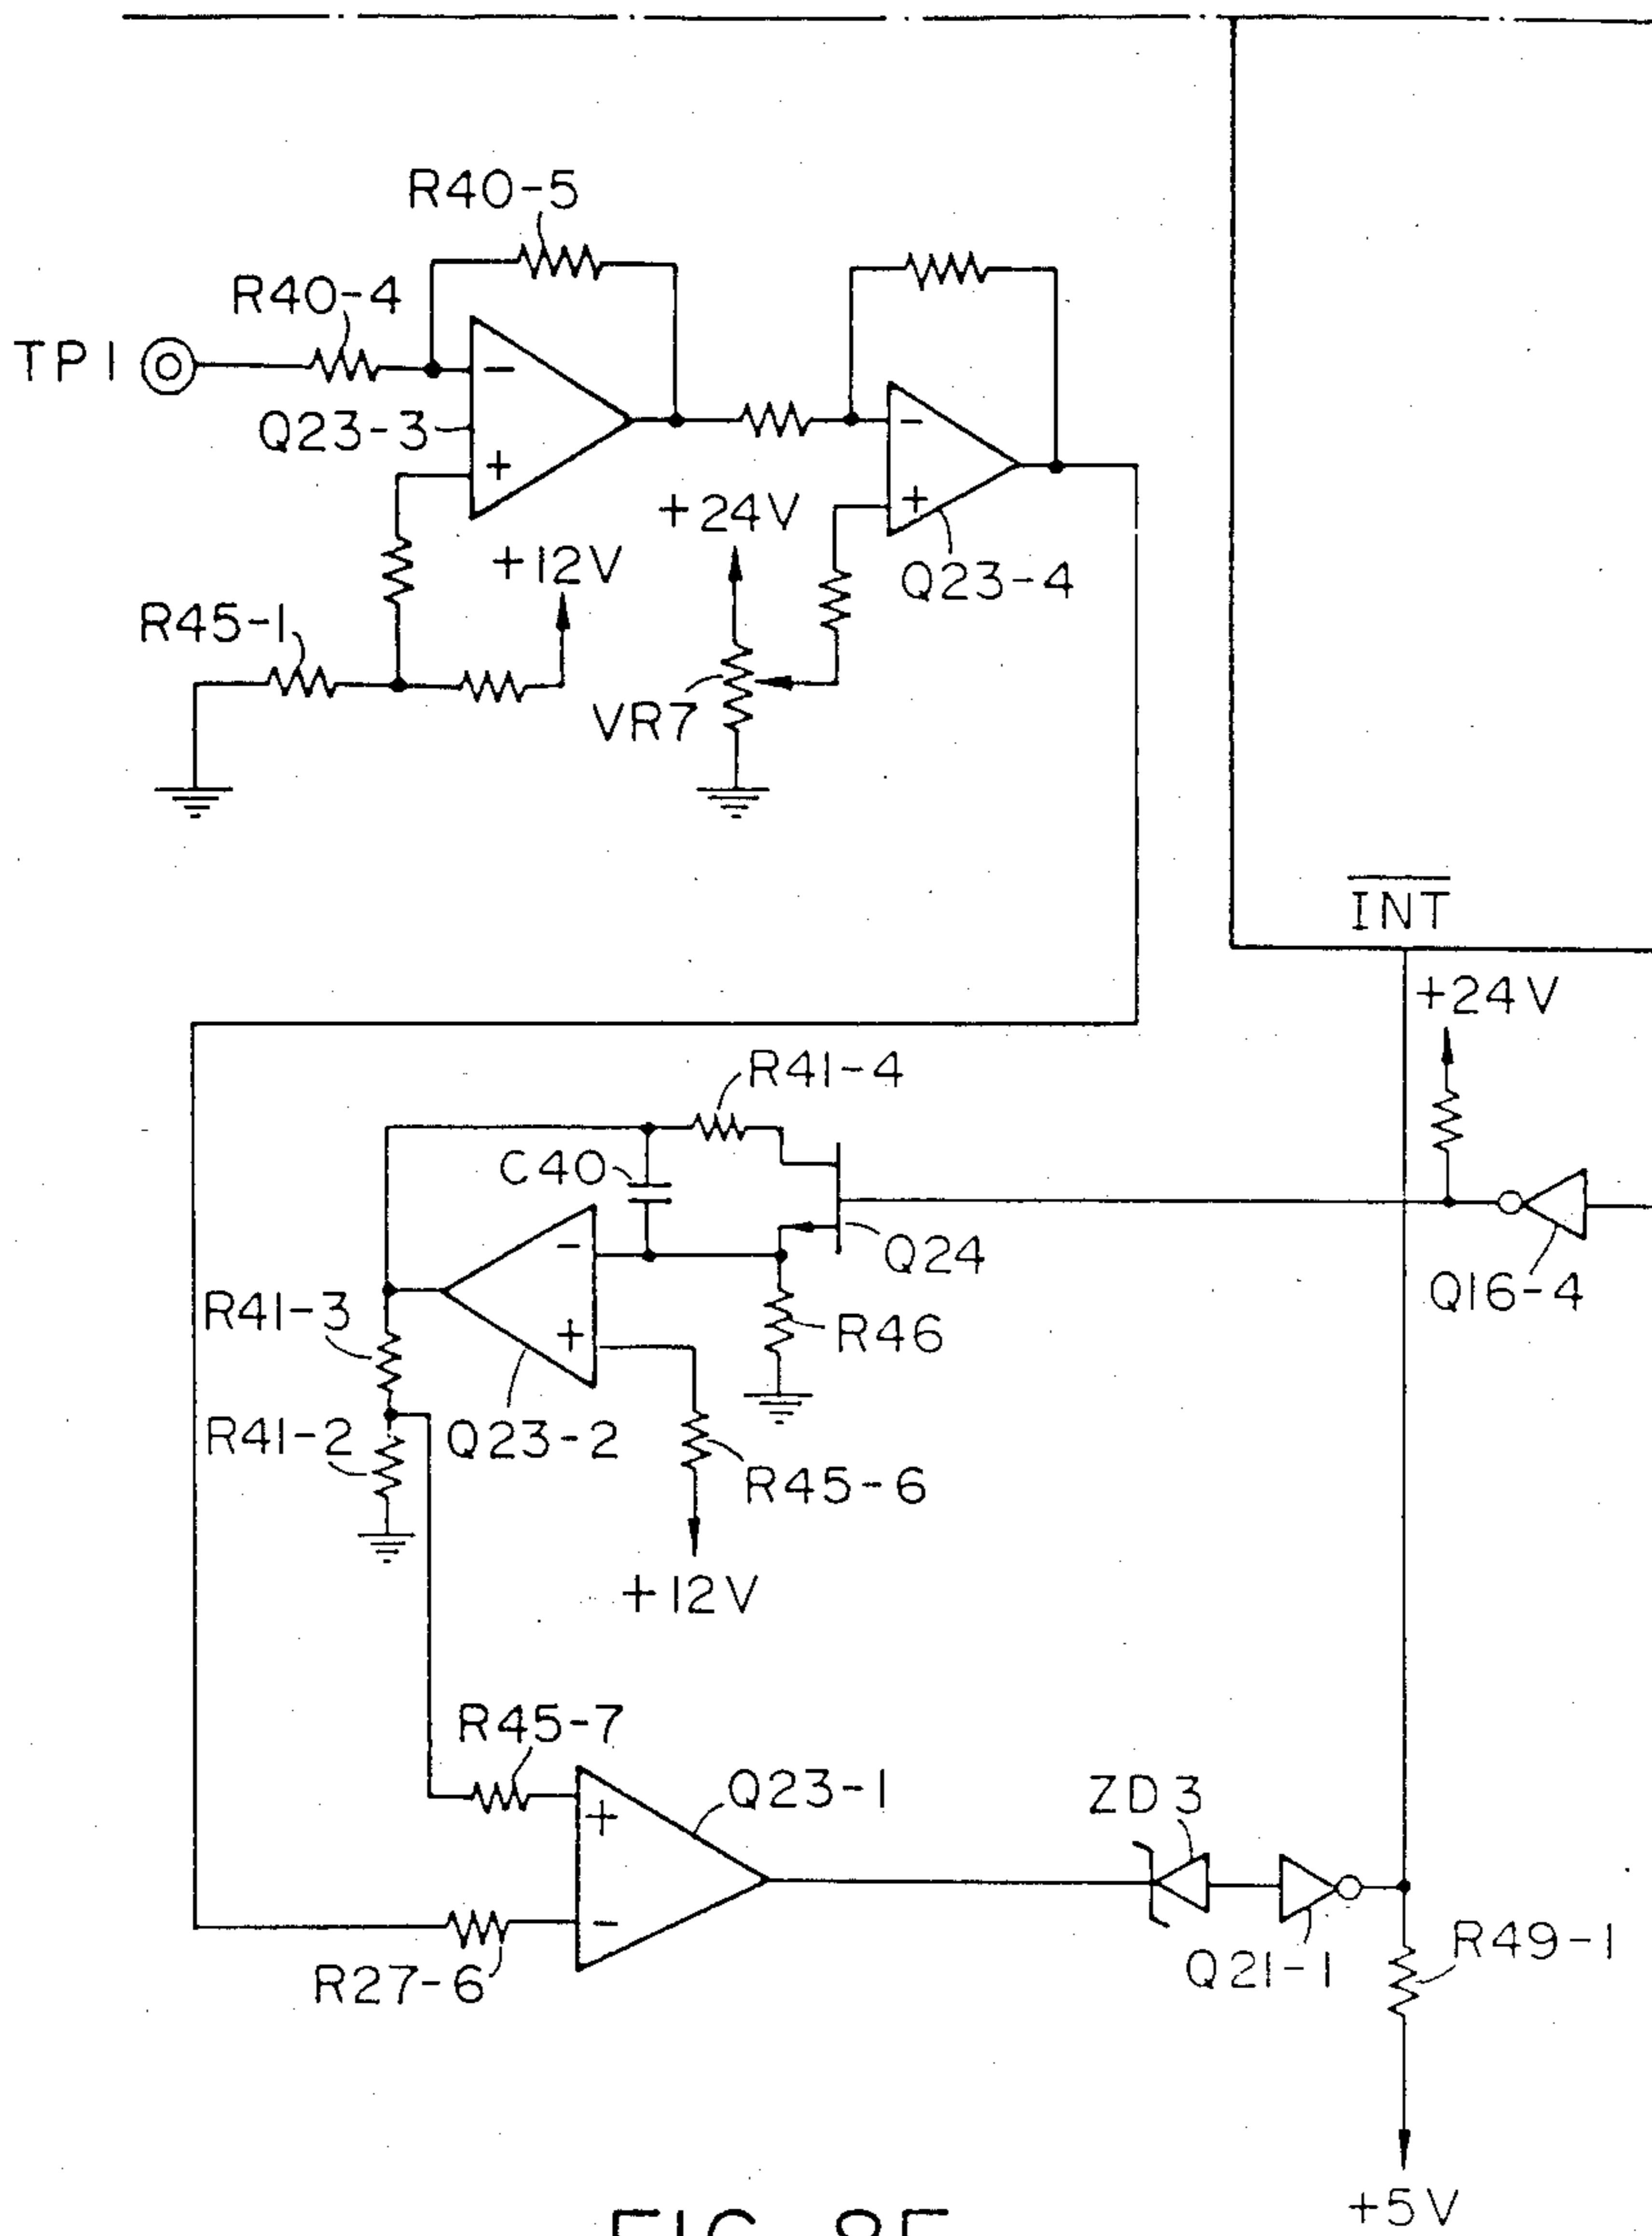 R40-5
R40-4
TP1
Q23-3
+24V
+12V
Q23-4
R45-1
VR7
INT
+24V
R41-4
C40
Q24
Q16-4
R41-3
R46
R41-2
Q23-2
R45-6
+12V
R45-7
Q23-1
ZD3
R49-1
Q21-1
R27-6
+5V